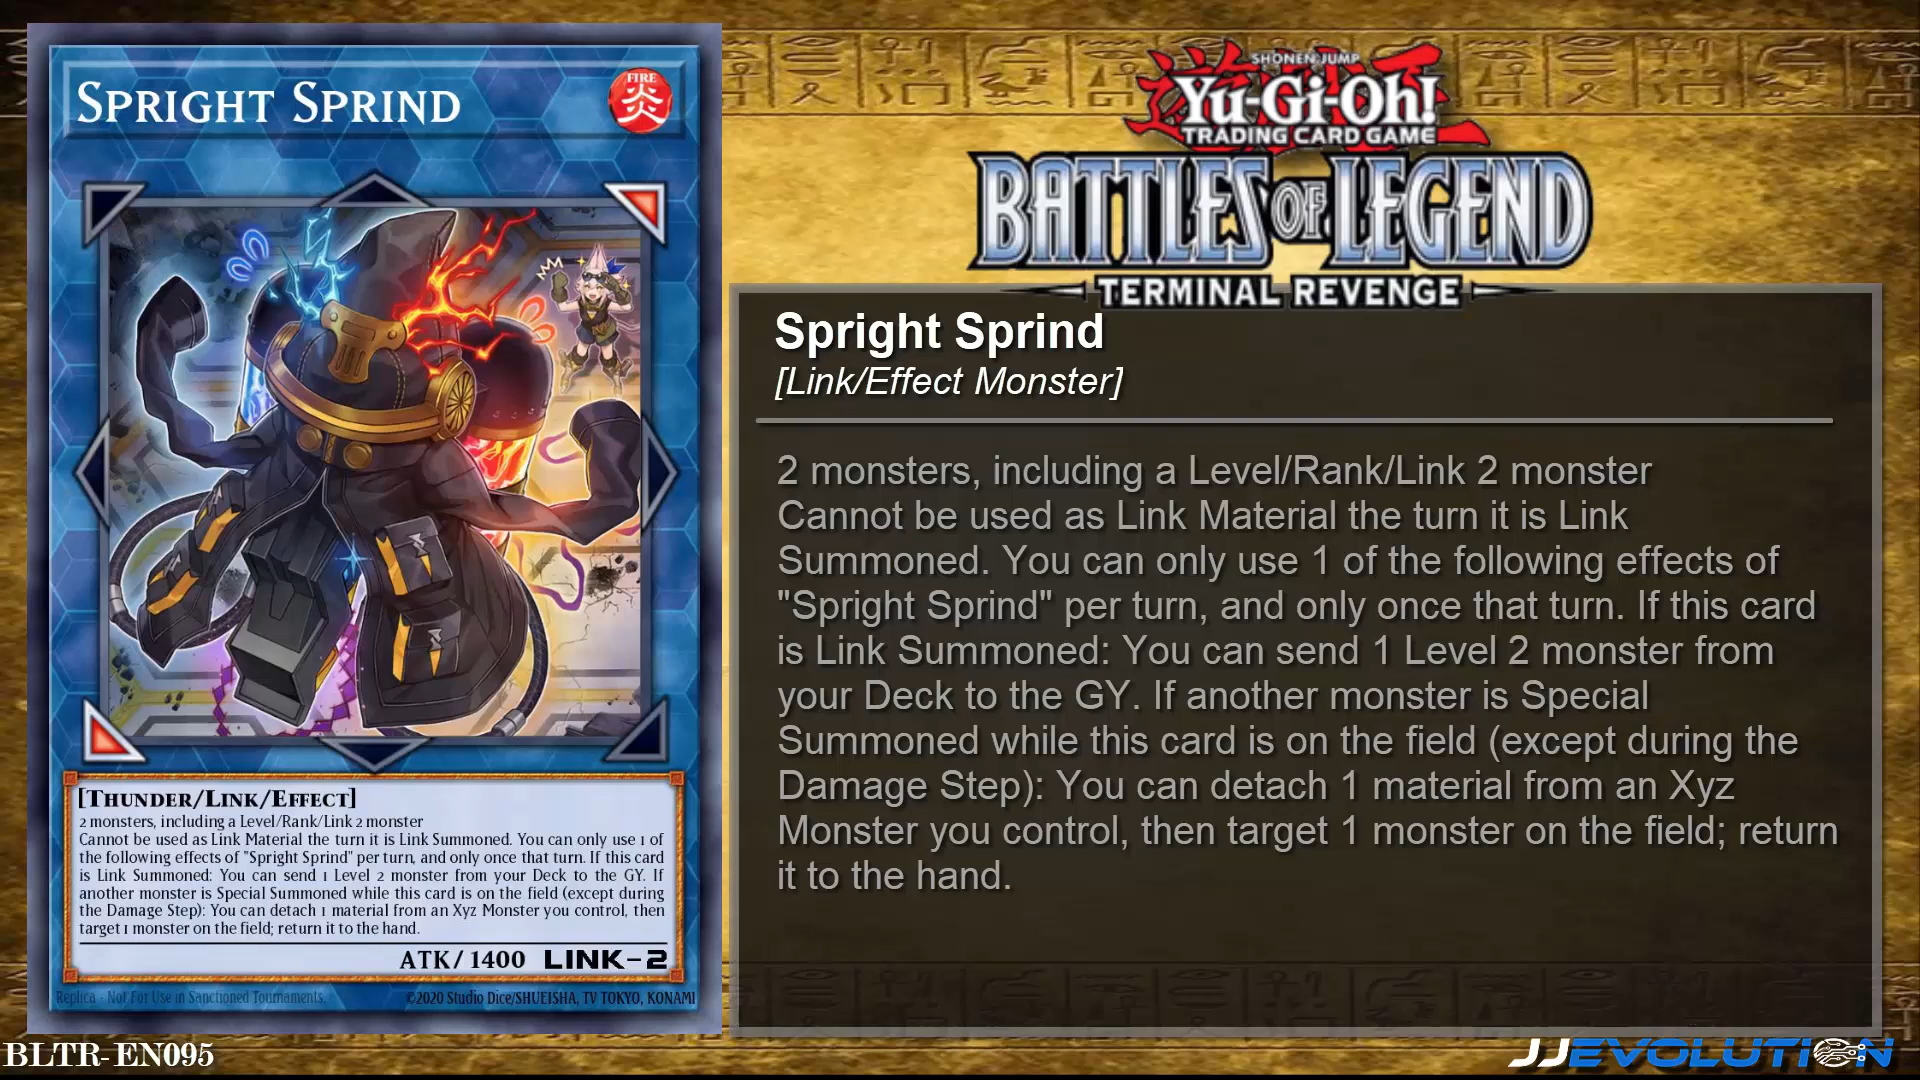 SPRIGHT SPRIND
FIRE
炎
[THUNDER/LINK/EFFECT]
2 monsters, including a Level/Rank/Link 2 monster
Cannot be used as Link Material the turn it is Link Summoned. You can only use 1 of
the following effects of "Spright Sprind" per turn, and only once that turn. If this card
is Link Summoned: You can send 1 Level 2 monster from your Deck to the GY. If
another monster is Special Summoned while this card is on the field (except during
the Damage Step): You can detach 1 material from an Xyz Monster you control, then
target 1 monster on the field; return it to the hand.
ATK/1400 LINK-2
Replica - Not For Use in Sanctioned Tournaments.
©2020 Studio Dice/SHUEISHA, TV TOKYO, KONAMI
BLTR-EN095
SHONEN JUMP
Yu-Gi-Oh!
TRADING CARD GAME
BATTLES OF LEGEND
TERMINAL REVENGE
Spright Sprind
[Link/Effect Monster]
2 monsters, including a Level/Rank/Link 2 monster
Cannot be used as Link Material the turn it is Link
Summoned. You can only use 1 of the following effects of
"Spright Sprind" per turn, and only once that turn. If this card
is Link Summoned: You can send 1 Level 2 monster from
your Deck to the GY. If another monster is Special
Summoned while this card is on the field (except during the
Damage Step): You can detach 1 material from an Xyz
Monster you control, then target 1 monster on the field; return
it to the hand.
JJEVOLUTION